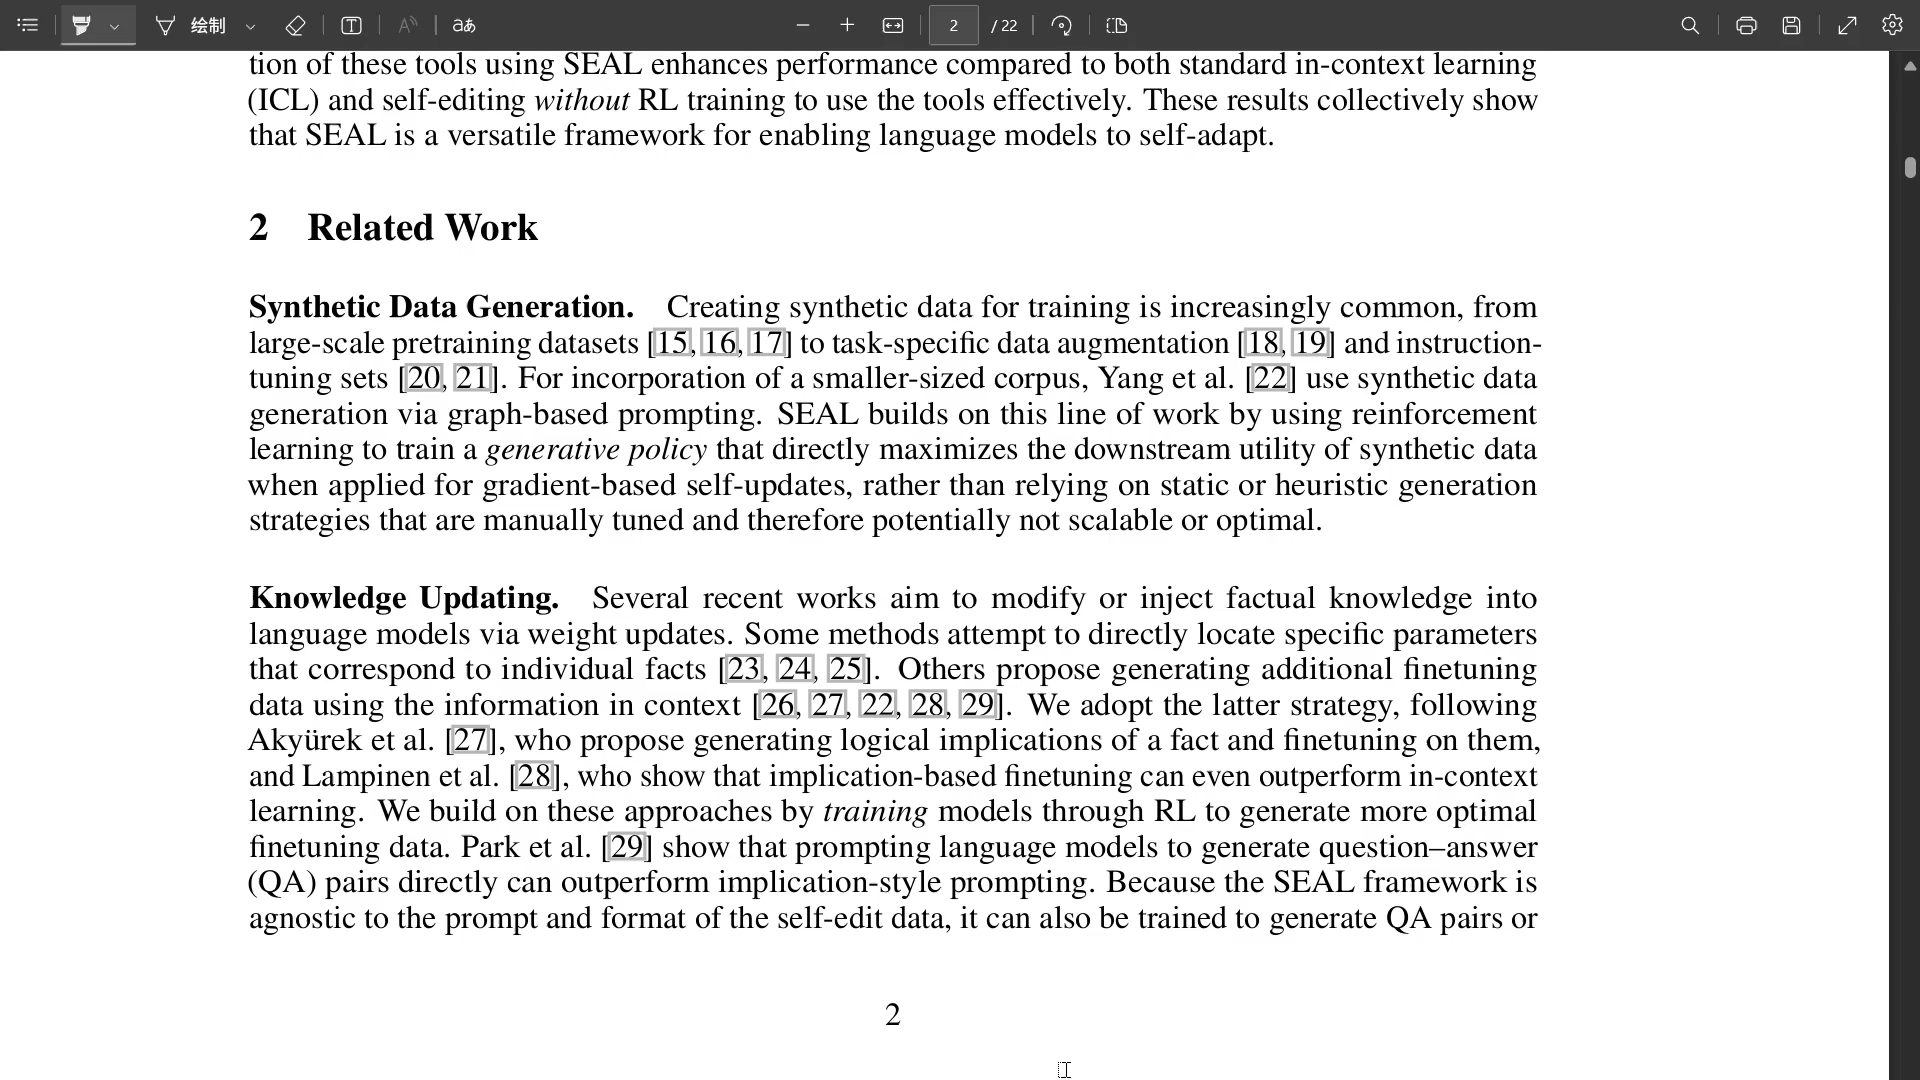 绘制 aあ 2 / 22
tion of these tools using SEAL enhances performance compared to both standard in-context learning
(ICL) and self-editing without RL training to use the tools effectively. These results collectively show
that SEAL is a versatile framework for enabling language models to self-adapt.
2 Related Work
Synthetic Data Generation. Creating synthetic data for training is increasingly common, from
large-scale pretraining datasets [15, 16, 17] to task-specific data augmentation [18, 19] and instruction-
tuning sets [20, 21]. For incorporation of a smaller-sized corpus, Yang et al. [22] use synthetic data
generation via graph-based prompting. SEAL builds on this line of work by using reinforcement
learning to train a generative policy that directly maximizes the downstream utility of synthetic data
when applied for gradient-based self-updates, rather than relying on static or heuristic generation
strategies that are manually tuned and therefore potentially not scalable or optimal.
Knowledge Updating. Several recent works aim to modify or inject factual knowledge into
language models via weight updates. Some methods attempt to directly locate specific parameters
that correspond to individual facts [23, 24, 25]. Others propose generating additional finetuning
data using the information in context [26, 27, 22, 28, 29]. We adopt the latter strategy, following
Akyürek et al. [27], who propose generating logical implications of a fact and finetuning on them,
and Lampinen et al. [28], who show that implication-based finetuning can even outperform in-context
learning. We build on these approaches by training models through RL to generate more optimal
finetuning data. Park et al. [29] show that prompting language models to generate question–answer
(QA) pairs directly can outperform implication-style prompting. Because the SEAL framework is
agnostic to the prompt and format of the self-edit data, it can also be trained to generate QA pairs or
2